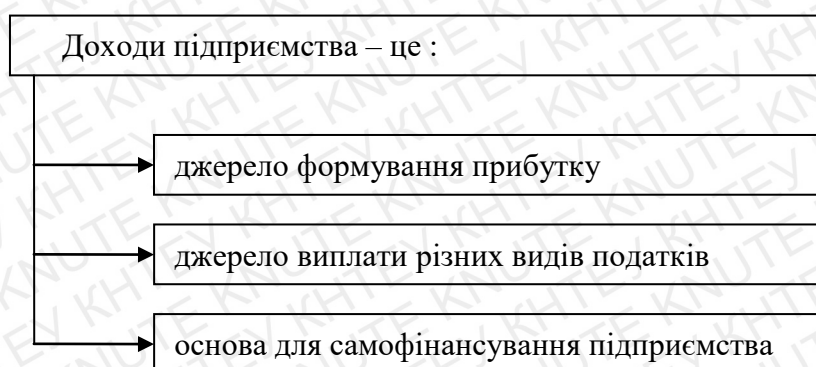 Доходи підприємства – це :
джерело формування прибутку
джерело виплати різних видів податків
основа для самофінансування підприємства